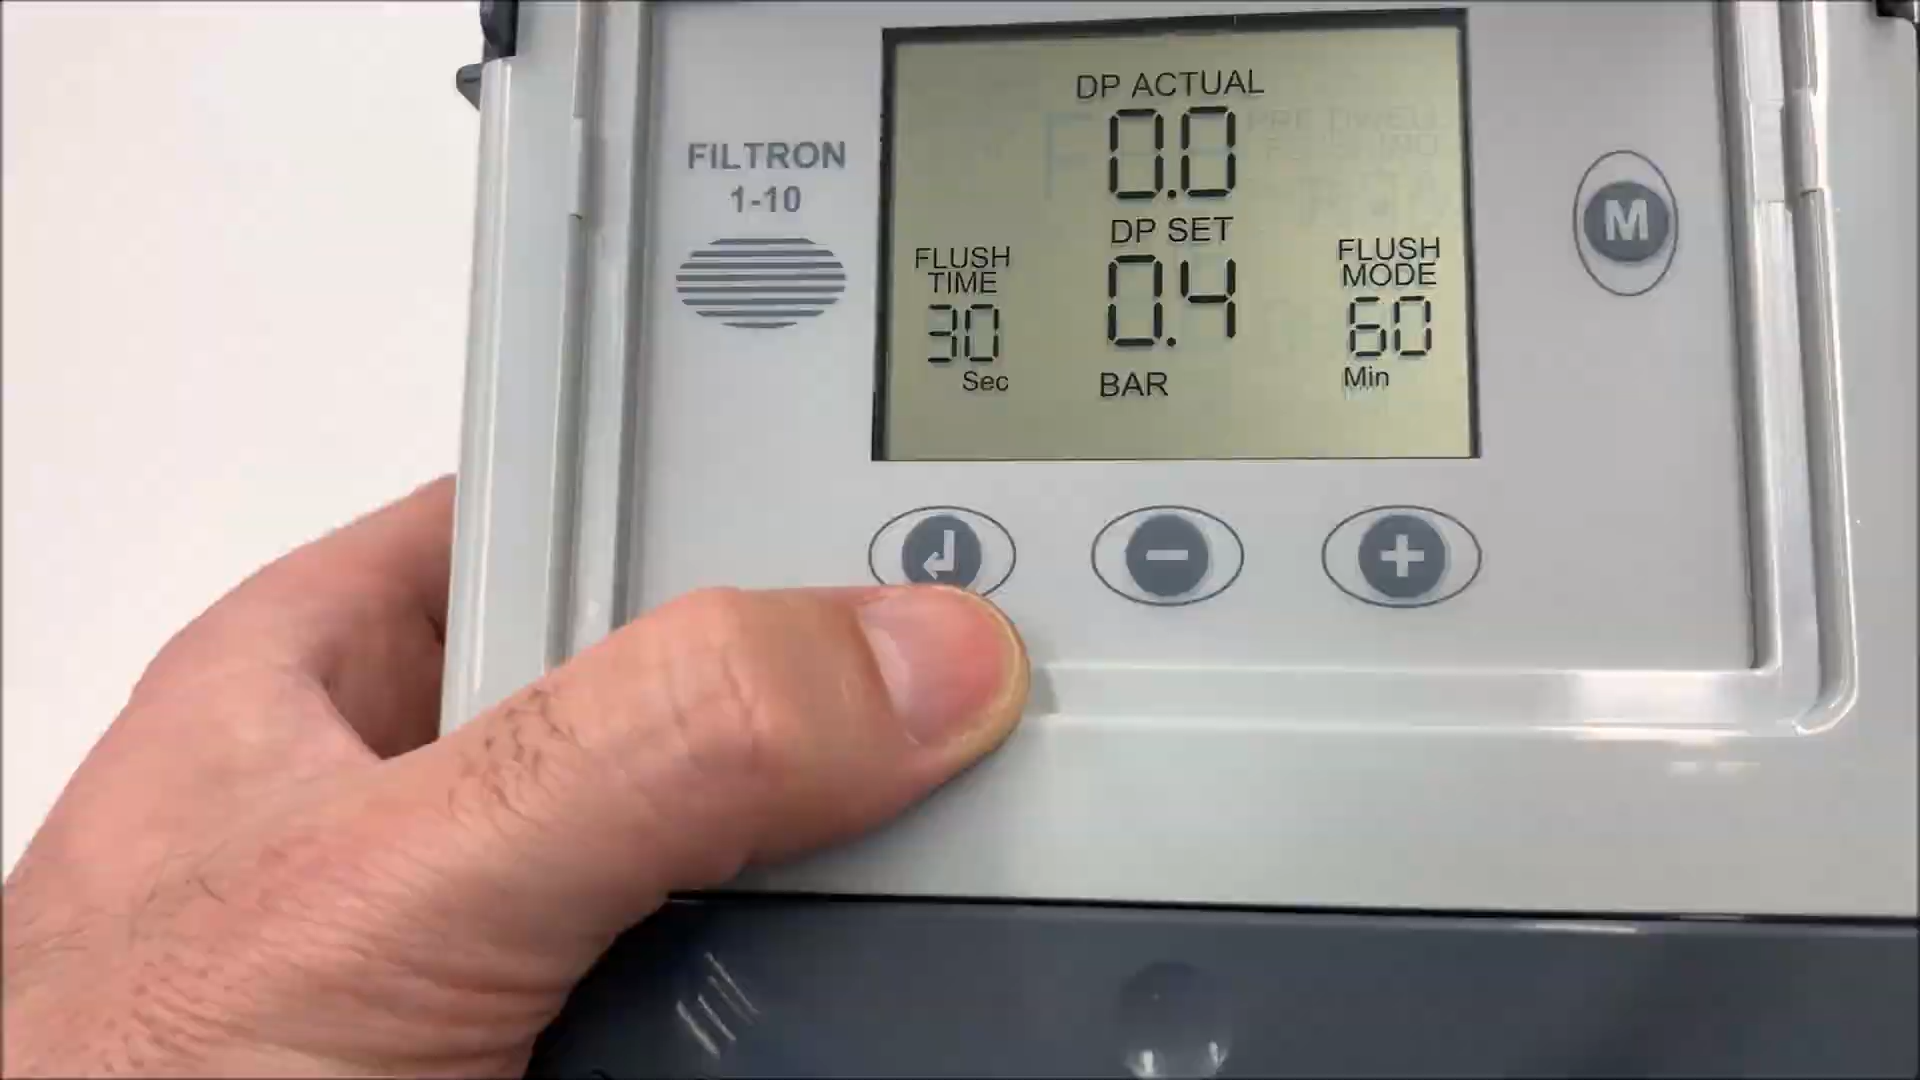 FILTRON
1-10
DP ACTUAL
0.0
DP SET
0.4
BAR
FLUSH
TIME
30
Sec
FLUSH
MODE
60
Min
M